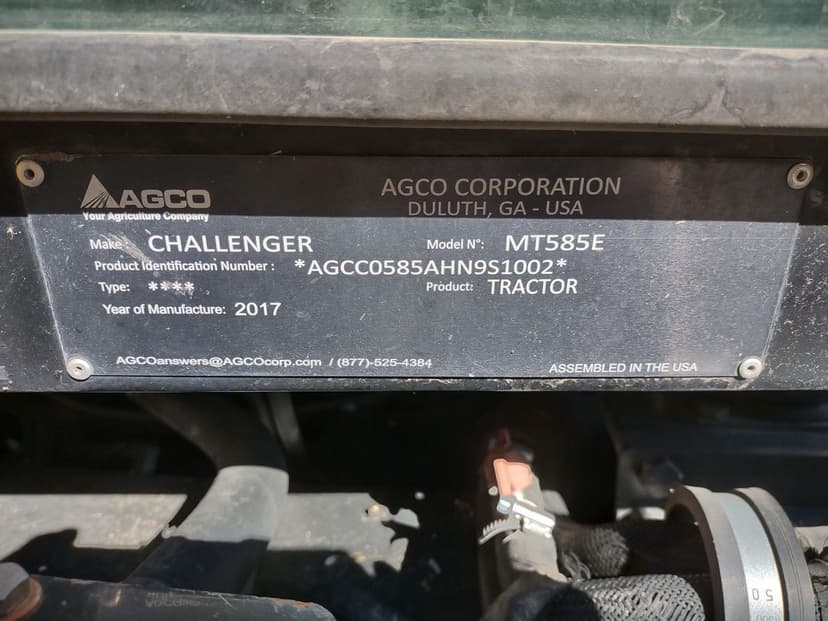 AGCO
Your Agriculture Company
AGCO CORPORATION
DULUTH, GA - USA
Make: CHALLENGER Model N°: MT585E
Product Identification Number: *AGCC0585AHN9S1002*
Type: **** Product: TRACTOR
Year of Manufacture: 2017
AGCOanswers@AGCOcorp.com / (877)-525-4384
ASSEMBLED IN THE USA
50